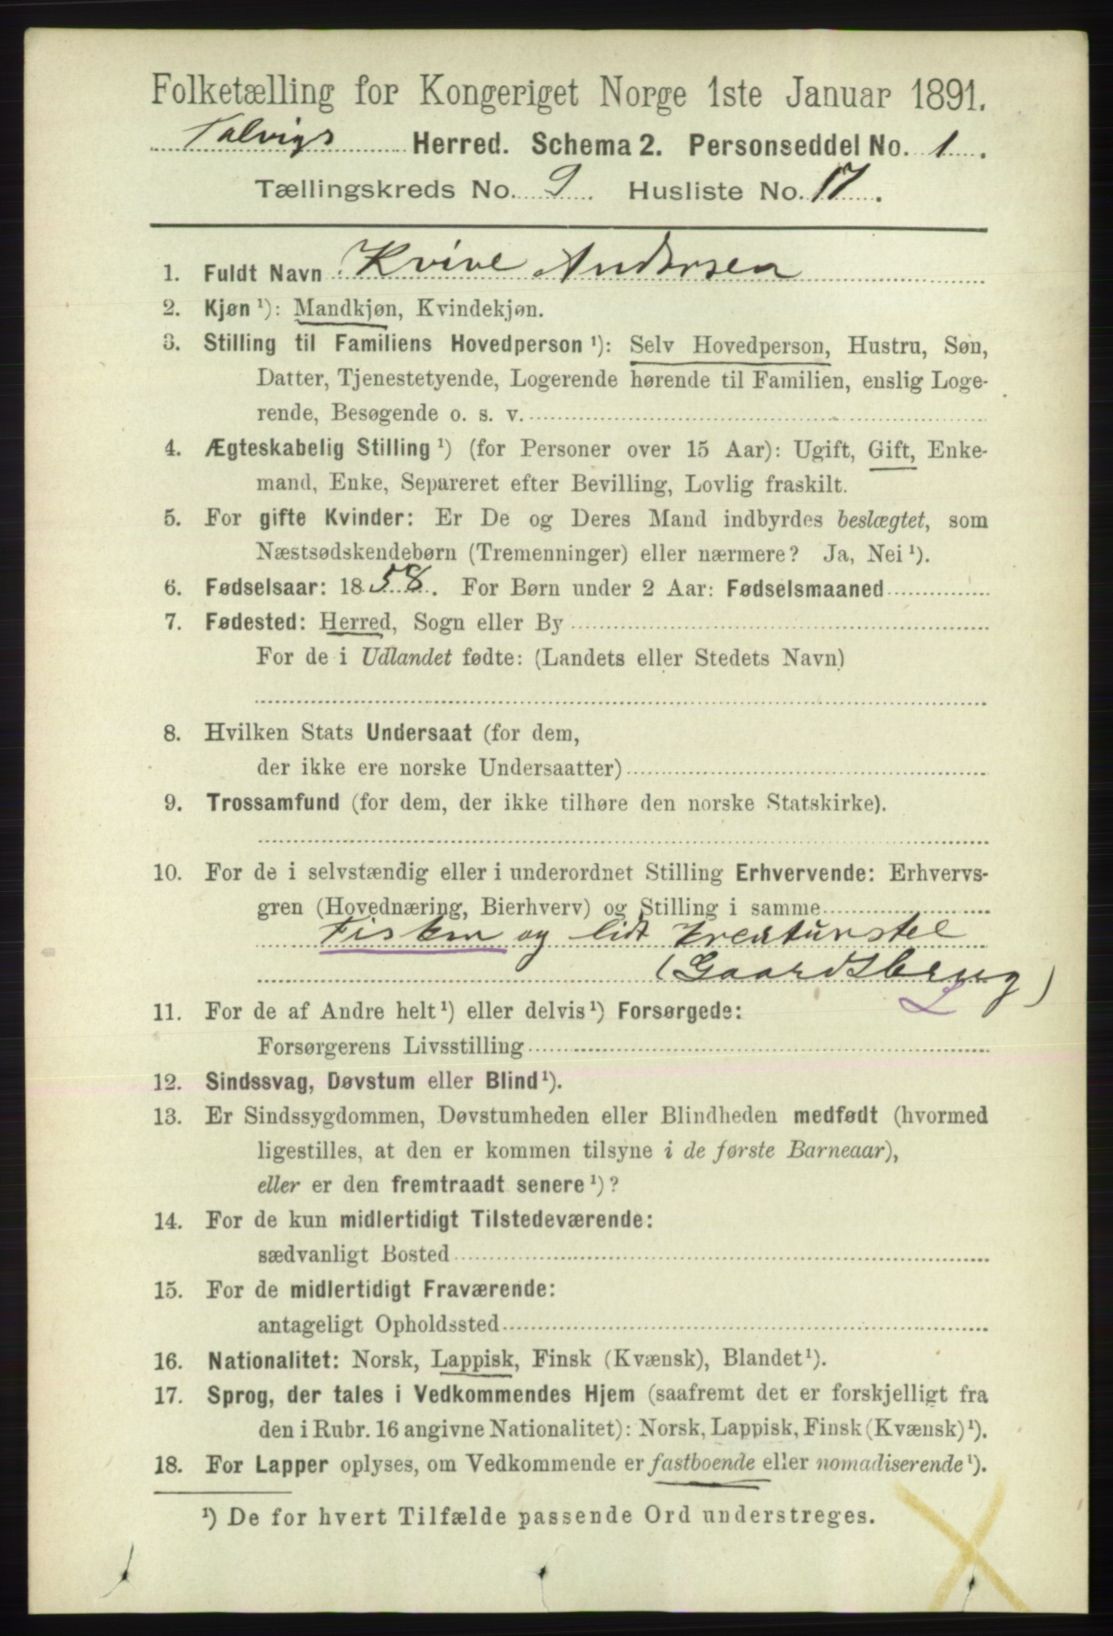 Folketælling for Kongeriget Norge 1ste Januar 1891.
Talvigs Herred. Schema 2. Personseddel No. 1.
Tællingskreds No. 9. Husliste No. 17.
1. Fuldt Navn Kvive Andersen
2. Kjøn ¹): Mandkjøn, Kvindekjøn.
3. Stilling til Familiens Hovedperson ¹): Selv Hovedperson, Hustru, Søn,
Datter, Tjenestetyende, Logerende hørende til Familien, enslig Loge-
rende, Besøgende o. s. v.
4. Ægteskabelig Stilling ¹) (for Personer over 15 Aar): Ugift, Gift, Enke-
mand, Enke, Separeret efter Bevilling, Lovlig fraskilt.
5. For gifte Kvinder: Er De og Deres Mand indbyrdes beslægtet, som
Næstsødskendebørn (Tremenninger) eller nærmere? Ja, Nei ¹).
6. Fødselsaar: 1858. For Børn under 2 Aar: Fødselsmaaned
7. Fødested: Herred, Sogn eller By
For de i Udlandet fødte: (Landets eller Stedets Navn)
8. Hvilken Stats Undersaat (for dem,
der ikke ere norske Undersaatter)
9. Trossamfund (for dem, der ikke tilhøre den norske Statskirke).
10. For de i selvstændig eller i underordnet Stilling Erhvervende: Erhvervs-
gren (Hovednæring, Bierhverv) og Stilling i samme
Fisker og lidt kreaturstel
(Gaardsbrug)
11. For de af Andre helt ¹) eller delvis ¹) Forsørgede:
Forsørgerens Livsstilling
12. Sindssvag, Døvstum eller Blind ¹).
13. Er Sindssygdommen, Døvstumheden eller Blindheden medfødt (hvormed
ligestilles, at den er kommen tilsyne i de første Barneaar),
eller er den fremtraadt senere ¹)?
14. For de kun midlertidigt Tilstedeværende:
sædvanligt Bosted
15. For de midlertidigt Fraværende:
antageligt Opholdssted
16. Nationalitet: Norsk, Lappisk, Finsk (Kvænsk), Blandet ¹).
17. Sprog, der tales i Vedkommendes Hjem (saafremt det er forskjelligt fra
den i Rubr. 16 angivne Nationalitet): Norsk, Lappisk, Finsk (Kvænsk) ¹).
18. For Lapper oplyses, om Vedkommende er fastboende eller nomadiserende ¹).
¹) De for hvert Tilfælde passende Ord understreges.